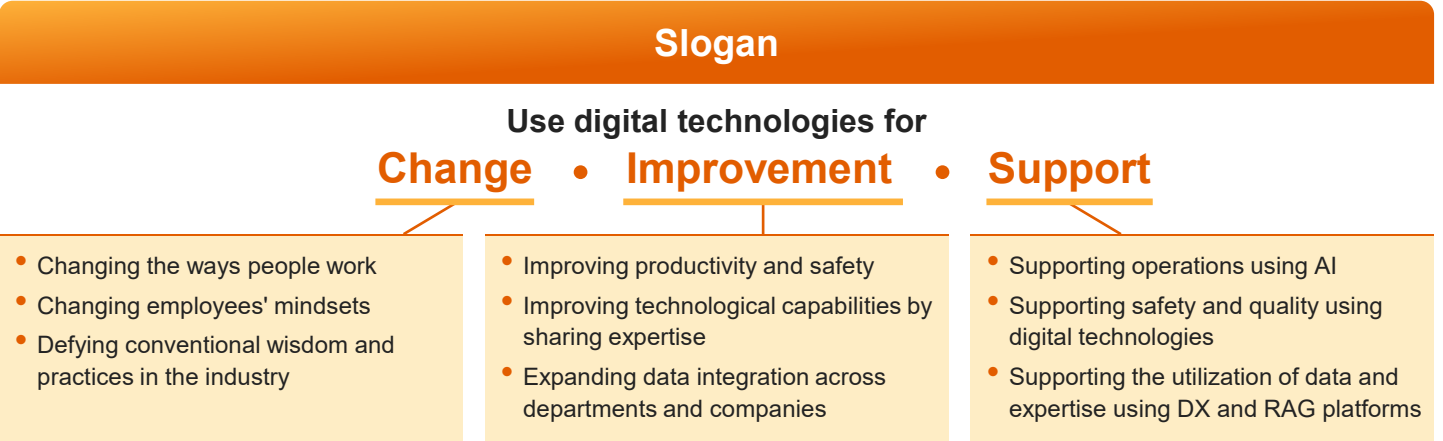 Slogan
Use digital technologies for
Change • Improvement • Support
• Changing the ways people work
• Changing employees' mindsets
• Defying conventional wisdom and
practices in the industry
• Improving productivity and safety
• Improving technological capabilities by
sharing expertise
• Expanding data integration across
departments and companies
• Supporting operations using AI
• Supporting safety and quality using
digital technologies
• Supporting the utilization of data and
expertise using DX and RAG platforms